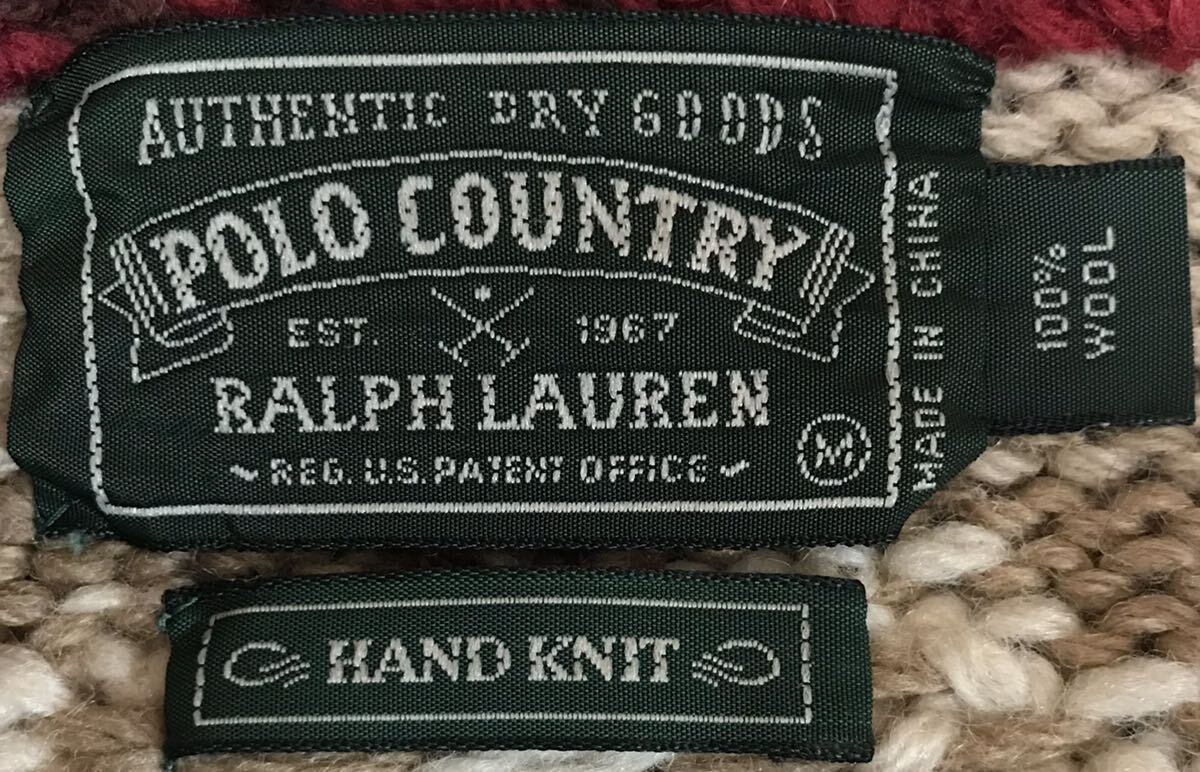 AUTHENTIC DRY GOODS
POLO COUNTRY
EST. 1967
RALPH LAUREN
M
REG. U.S. PATENT OFFICE
MADE IN CHINA
100%
WOOL
HAND KNIT